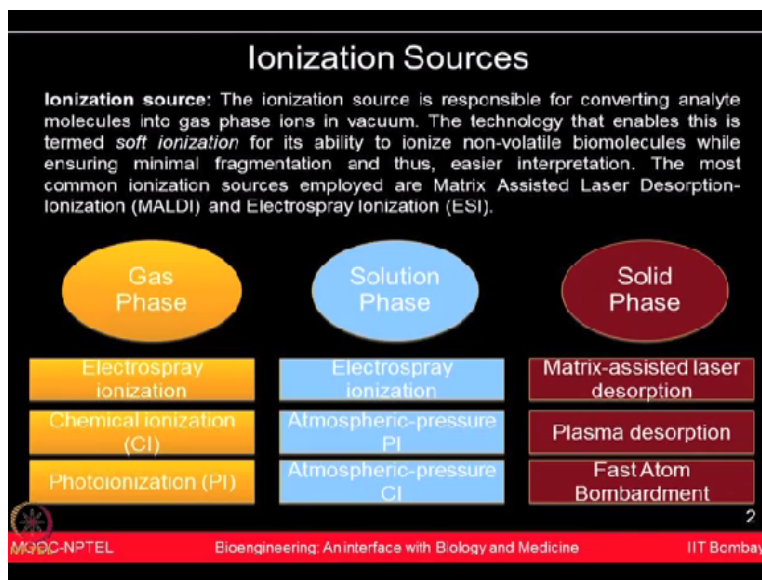 Ionization Sources
Ionization source: The ionization source is responsible for converting analyte
molecules into gas phase ions in vacuum. The technology that enables this is
termed soft ionization for its ability to ionize non-volatile biomolecules while
ensuring minimal fragmentation and thus, easier interpretation. The most
common ionization sources employed are Matrix Assisted Laser Desorption-
Ionization (MALDI) and Electrospray Ionization (ESI).
Gas
Phase
Solution
Phase
Solid
Phase
Electrospray
ionization
Electrospray
ionization
Matrix-assisted laser
desorption
Chemical ionization
(CI)
Atmospheric-pressure
PI
Plasma desorption
Photoionization (PI)
Atmospheric-pressure
CI
Fast Atom
Bombardment
2
MOOC-NPTEL
Bioengineering: An interface with Biology and Medicine
IIT Bombay